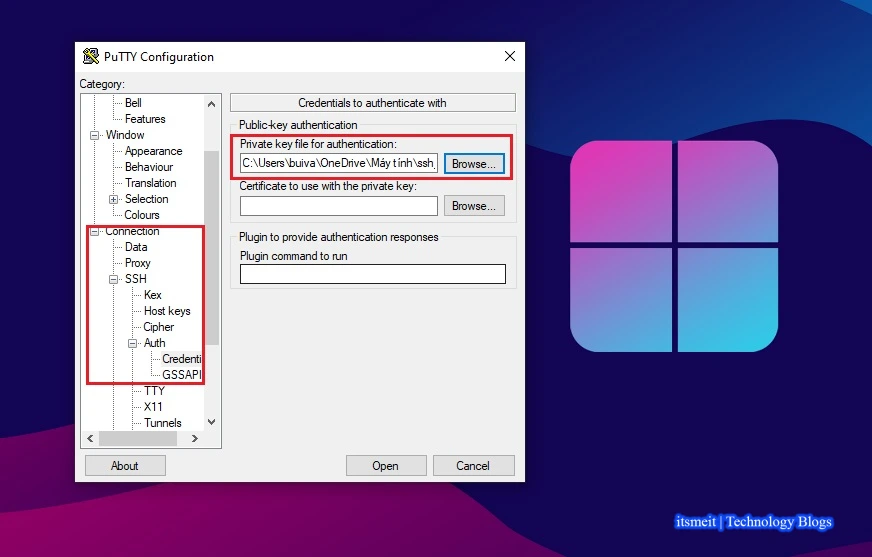 PuTTY Configuration
Category:
Bell
Features
Window
Appearance
Behaviour
Translation
Selection
Colours
Connection
Data
Proxy
SSH
Kex
Host keys
Cipher
Auth
Credenti
GSSAPI
TTY
X11
Tunnels
Credentials to authenticate with
Public-key authentication
Private key file for authentication:
C:\Users\buiva\OneDrive\Máy tính\ssh_
Browse...
Certificate to use with the private key:
Browse...
Plugin to provide authentication responses
Plugin command to run
About
Open
Cancel
itsmeit | Technology Blogs